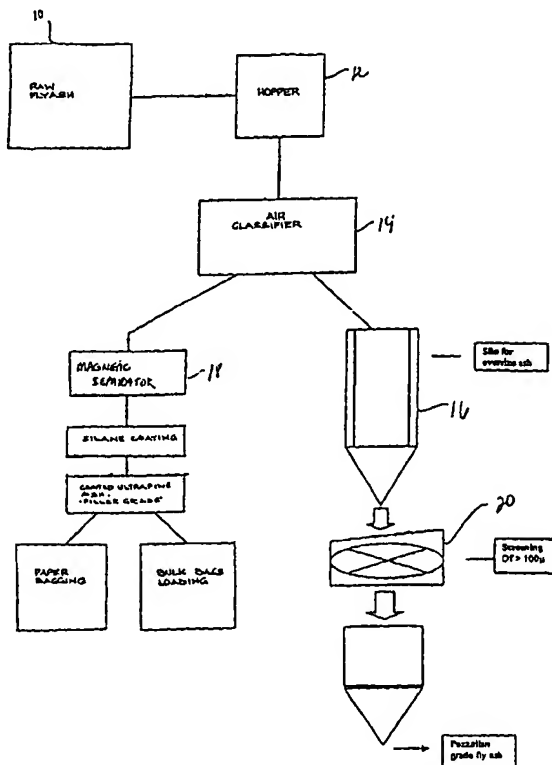 10
RAW
FLYASH
HOPPER
12
AIR
CLASSIFIER
14
MAGNETIC
SEPARATOR
18
SILANE COATING
COATED ULTRAFINE
ASH.
"FILLER GRADE"
PAPER
BAGGING
BULK BAGS
LOADING
Silo for
oversize ash
16
20
Screening
Of > 100μ
Pozzolan
grade fly ash